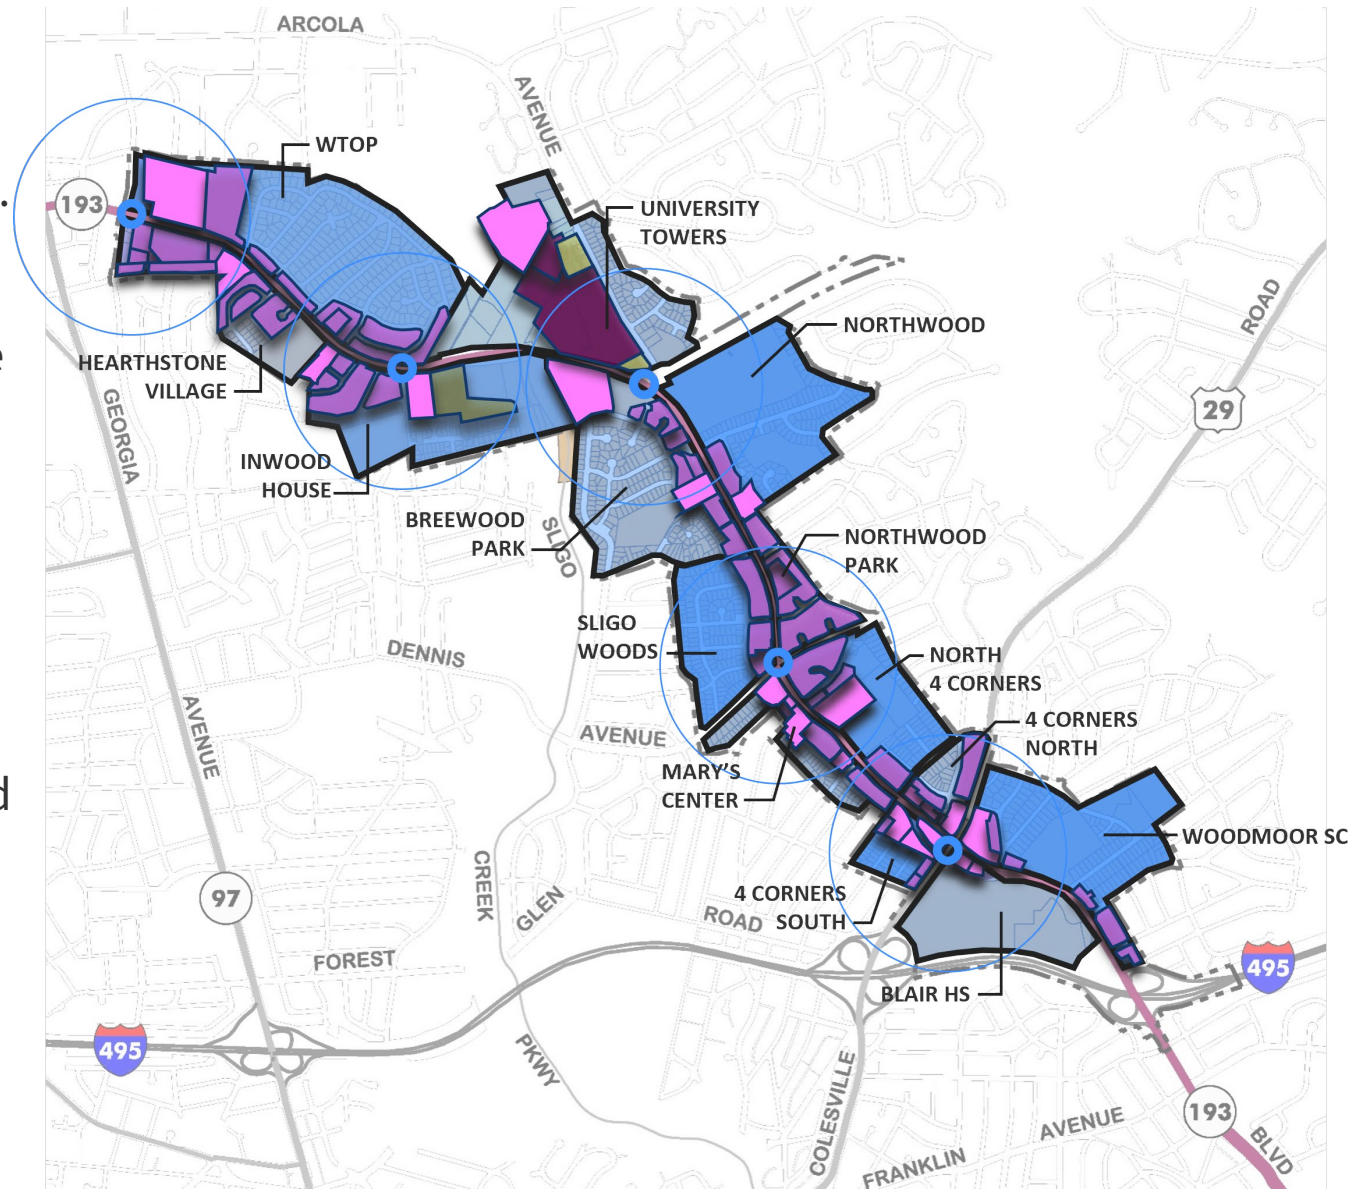 ARCOLA
AVENUE
WTOP
.
193
UNIVERSITY
TOWERS
NORTHWOOD
ROAD
e
HEARTHSTONE
VILLAGE
GEORGIA
29
INWOOD
HOUSE
BREEWOOD
PARK
SLIGO
NORTHWOOD
PARK
SLIGO
WOODS
DENNIS
NORTH
4 CORNERS
AVENUE
AVENUE
4 CORNERS
NORTH
MARY'S
CENTER
d
WOODMOOR SC
CREEK
GLEN
97
4 CORNERS
SOUTH
ROAD
FOREST
495
BLAIR HS
495
PKWY
COLESVILLE
193
AVENUE
FRANKLIN
BLVD